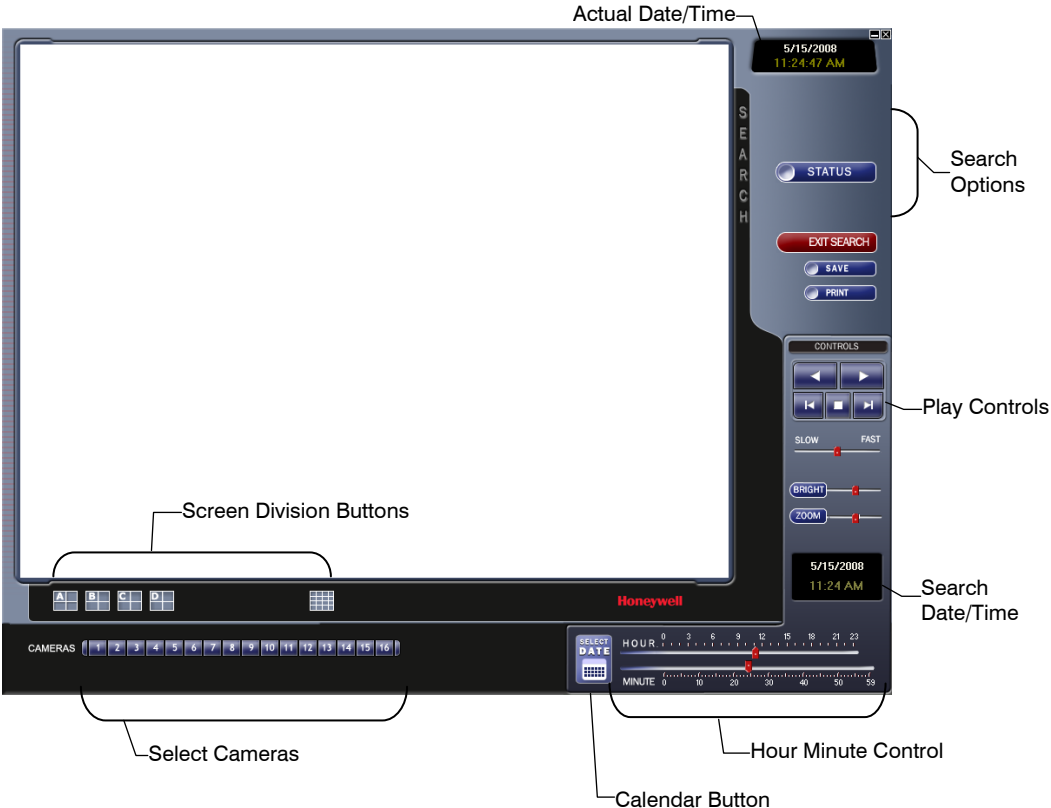 Actual Date/Time
5/15/2008
11:24:47 AM
SEARCH
STATUS
Search
Options
EXIT SEARCH
SAVE
PRINT
CONTROLS
Play Controls
SLOW FAST
BRIGHT
ZOOM
Screen Division Buttons
5/15/2008
11:24 AM
Search
Date/Time
A B C D
Honeywell
CAMERAS 1 2 3 4 5 6 7 8 9 10 11 12 13 14 15 16
SELECT
DATE
HOUR 0 3 6 9 12 15 18 21 23
MINUTE 0 10 20 30 40 50 59
Select Cameras
Hour Minute Control
Calendar Button